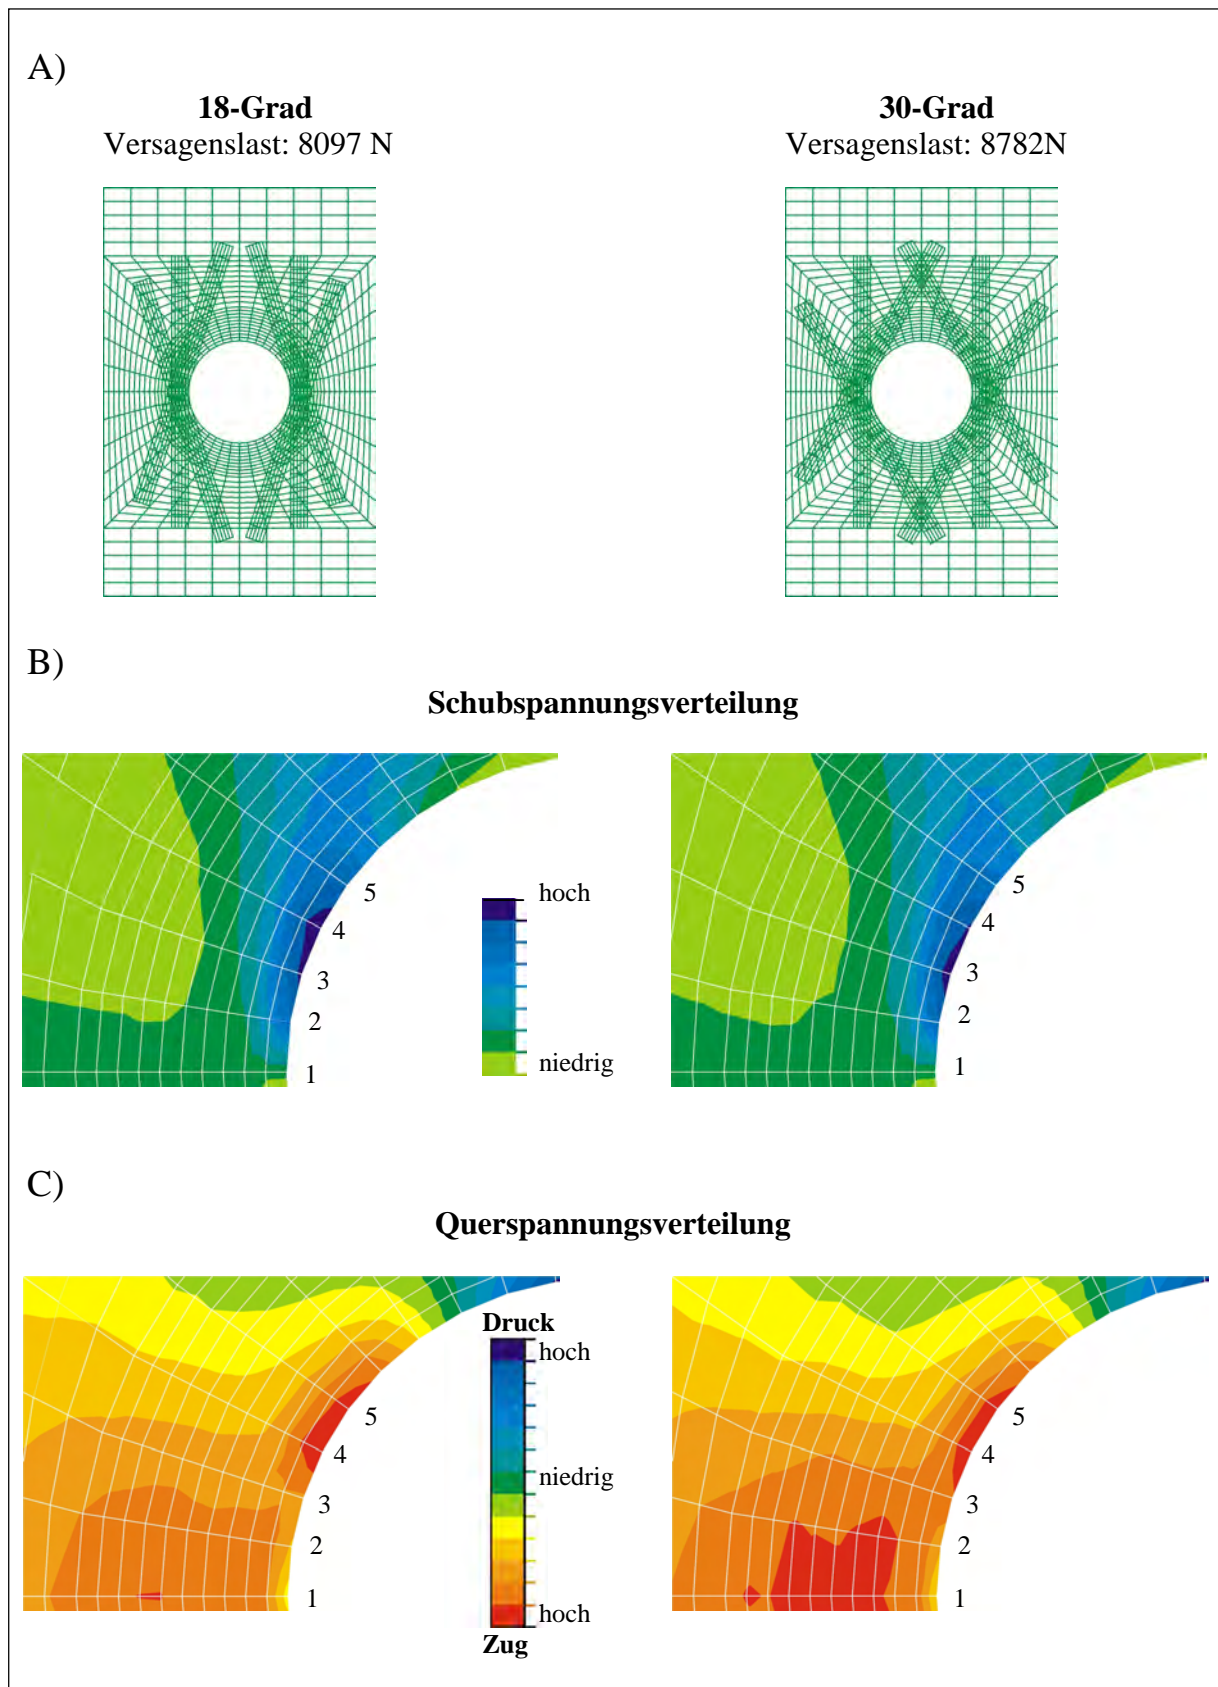 A)
18-Grad
Versagenslast: 8097 N
30-Grad
Versagenslast: 8782N
B)
Schubspannungsverteilung
5
4
3
2
1
hoch
niedrig
5
4
3
2
1
C)
Querspannungsverteilung
5
4
3
2
1
Druck
hoch
niedrig
hoch
Zug
5
4
3
2
1